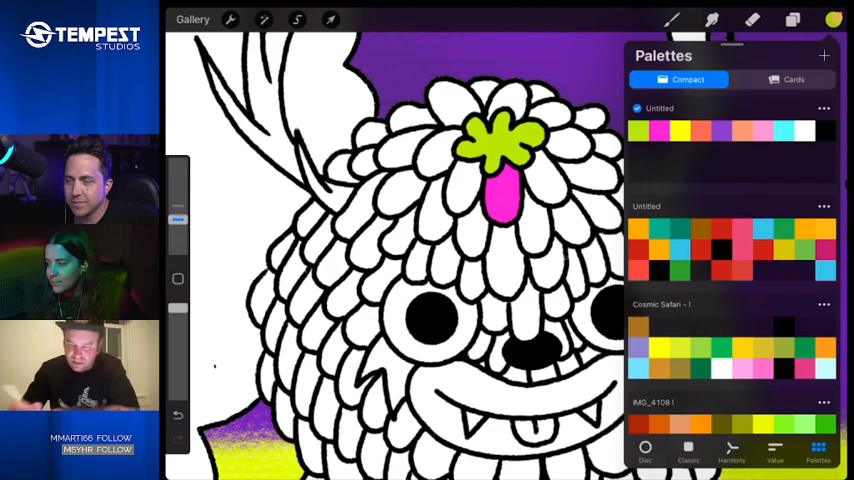 TEMPEST
STUDIOS
Gallery
Palettes
Compact
Cards
Untitled
Untitled
Cosmic Safari - I
IMG_4108 I
Disc
Classic
Harmony
Value
Palettes
MMARTI66 FOLLOW
MSYHR FOLLOW